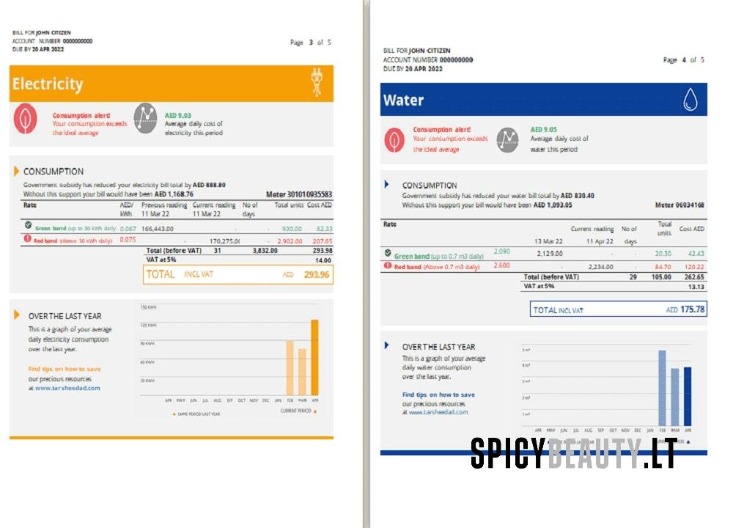 BILL FOR JOHN CITIZEN
ACCOUNT NUMBER 0000000000
DUE BY 20 APR 2022
Page 3 of 5
Electricity
Consumption alert!
Your consumption exceeds
the ideal average
AED 9.03
Average daily cost of
electricity this period
CONSUMPTION
Government subsidy has reduced your electricity bill total by AED 888.80
Without this support your bill would have been AED 1,168.76
Meter 301010935583
Rate AED/ kWh Previous reading 11 Mar 22 Current reading 11 Mar 22 No of days Total units Cost AED
Green band (up to 30 kWh daily) 0.067 166,443.00 - 930.00 62.33
Red band (Above 30 kWh daily) 0.075 170,275.00 - 2,902.00 207.65
Total (before VAT) 31 3,832.00 293.98
VAT at 5% 14.00
TOTAL INCL VAT AED 293.96
OVER THE LAST YEAR
This is a graph of your average
daily electricity consumption
over the last year.
Find tips on how to save
our precious resources
at www.tarsheedad.com
APR MAY JUN JUL AUG SEP OCT NOV DEC JAN FEB MAR APR
SAME PERIOD LAST YEAR
CURRENT PERIOD
BILL FOR JOHN CITIZEN
ACCOUNT NUMBER 000000000
DUE BY 20 APR 2022
Page 4 of 5
Water
Consumption alert!
Your consumption exceeds
the ideal average
AED 9.05
Average daily cost of
water this period
CONSUMPTION
Government subsidy has reduced your water bill total by AED 830.40
Without this support your bill would have been AED 1,093.05
Meter 06934168
Rate 13 Mar 22 Current reading 11 Apr 22 No of days Total units Cost AED
Green band (up to 0.7 m3 daily) 2.090 2,129.00 - 20.30 42.43
Red band (Above 0.7 m3 daily) 2.600 2,234.00 - 84.70 220.22
Total (before VAT) 29 105.00 262.65
VAT at 5% 13.13
TOTAL INCL VAT AED 175.78
OVER THE LAST YEAR
This is a graph of your average
daily water consumption
over the last year.
Find tips on how to save
our precious resources
at www.tarsheedad.com
APR MAY JUN JUL AUG SEP OCT NOV DEC JAN FEB MAR APR
SPICYBEAUTY.LT